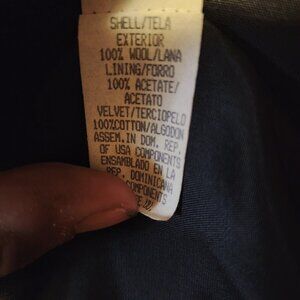 SHELL/TELA
EXTERIOR
100% WOOL/LANA
LINING/FORRO
100% ACETATE/
ACETATO
VELVET/TERCIOPELO
100%COTTON/ALGODON
ASSEM.IN DOM. REP.
OF USA COMPONENTS
ENSAMBLADO EN LA
REP. DOMINICANA
COMPONENTES